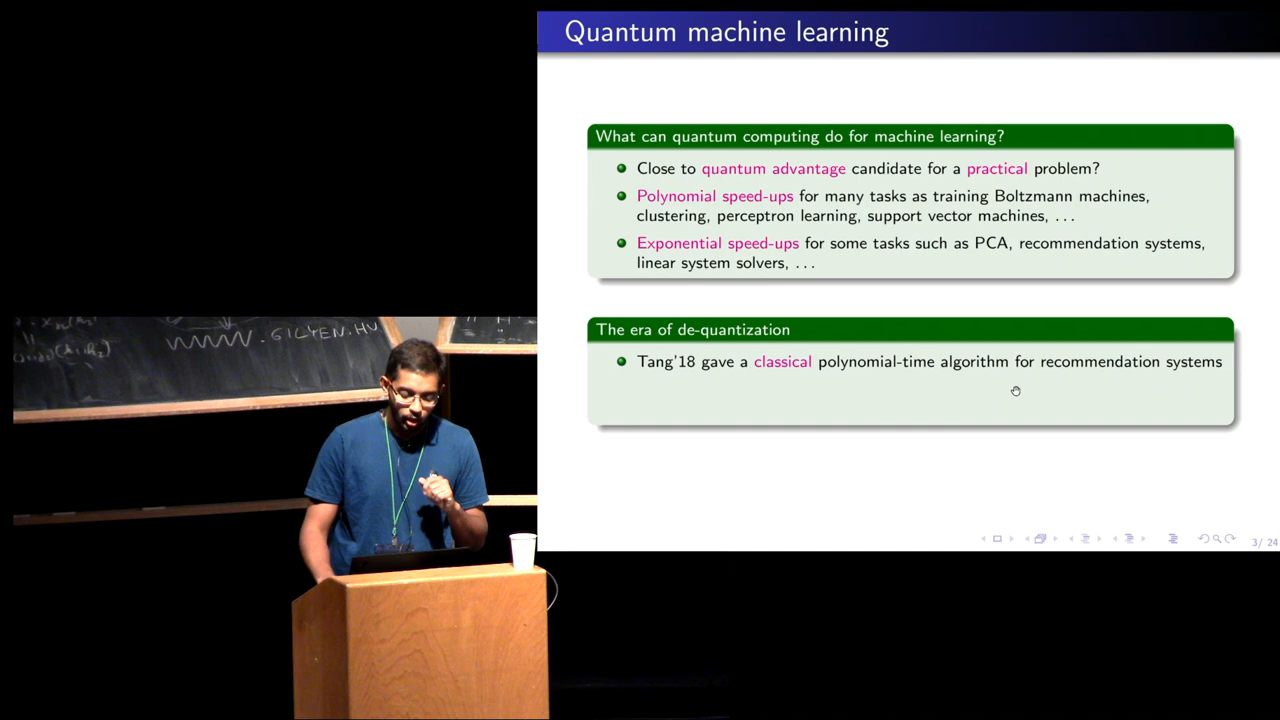 Quantum machine learning
What can quantum computing do for machine learning?
Close to quantum advantage candidate for a practical problem?
Polynomial speed-ups for many tasks as training Boltzmann machines,
clustering, perceptron learning, support vector machines, ...
Exponential speed-ups for some tasks such as PCA, recommendation systems,
linear system solvers, ...
The era of de-quantization
Tang'18 gave a classical polynomial-time algorithm for recommendation systems
3/ 24
.GILYEN.HU